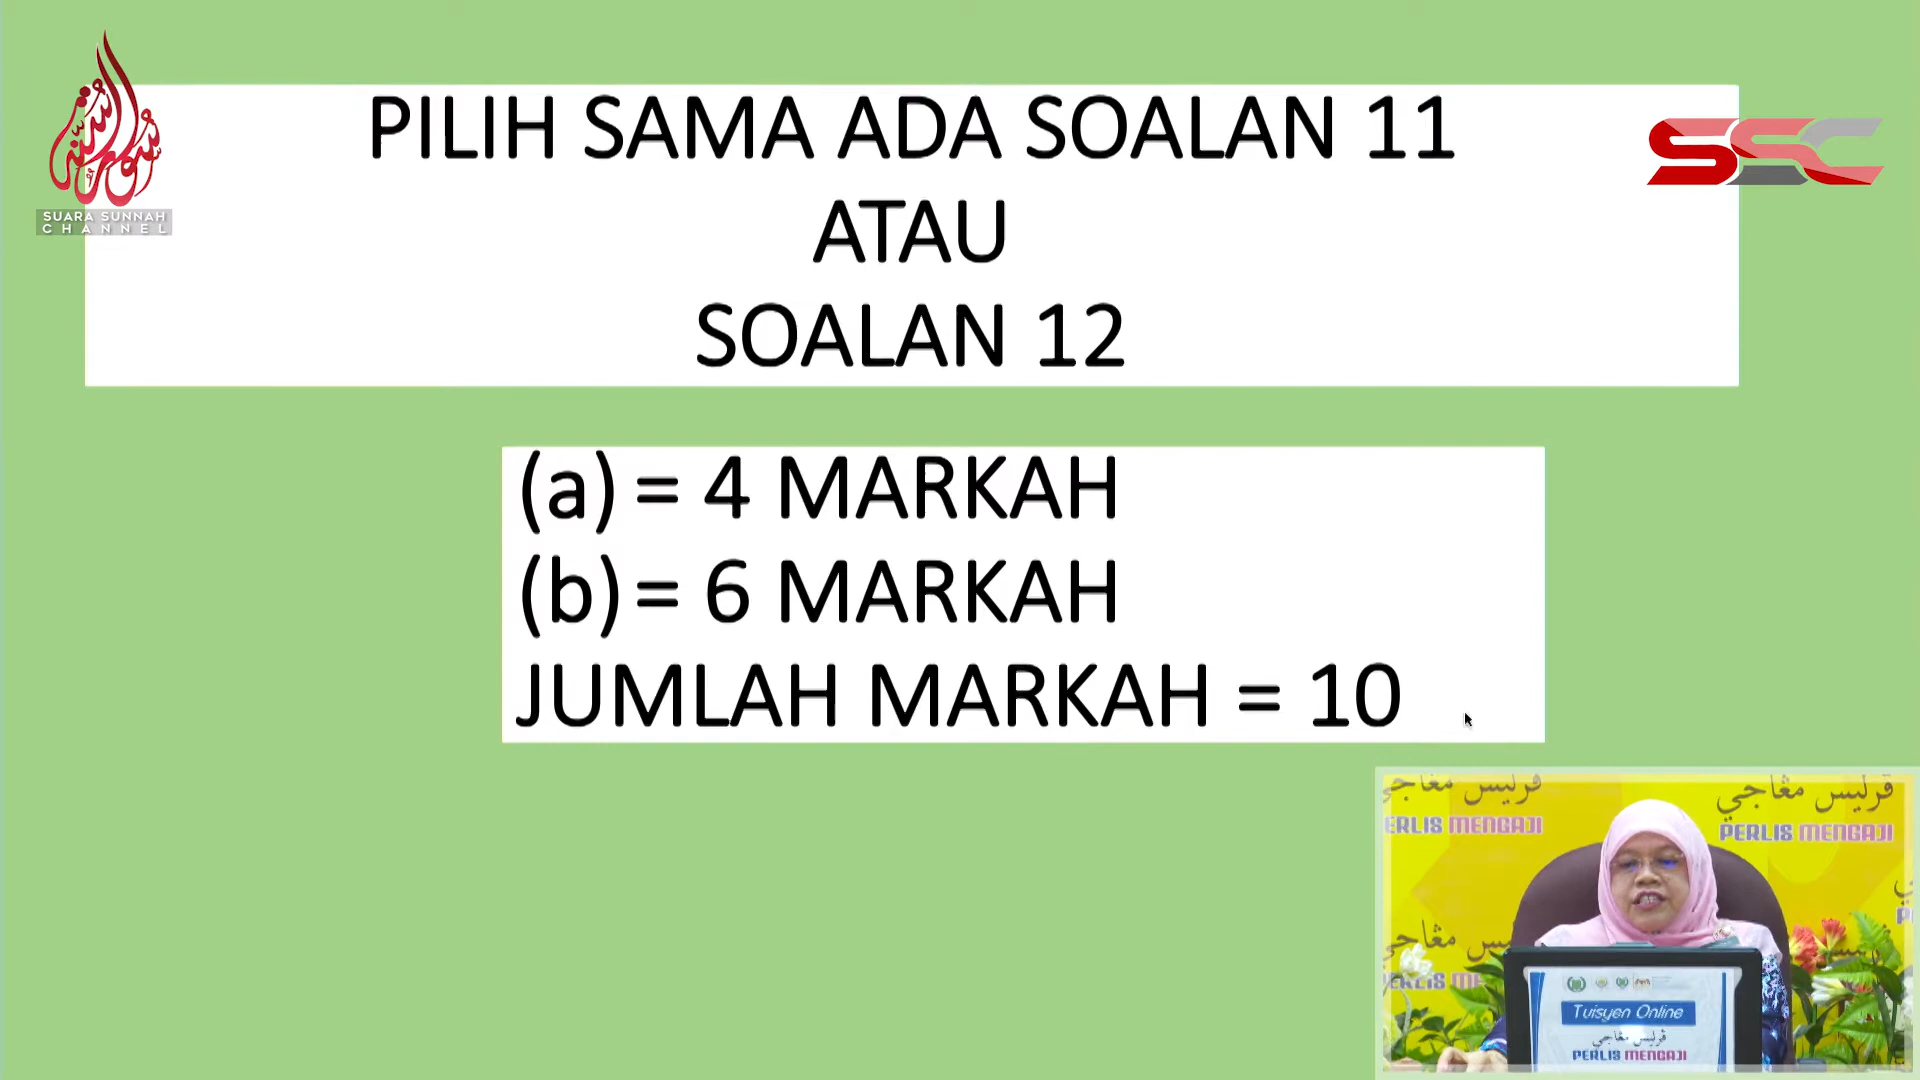 PILIH SAMA ADA SOALAN 11
ATAU
SOALAN 12
SUARA SUNNAH
CHANNEL
SSC
(a) = 4 MARKAH
(b) = 6 MARKAH
JUMLAH MARKAH = 10
قرليس مڠاجي
ERLIS MENGAJI
قرليس مڠاجي
PERLIS MENGAJI
Tuisyen Online
قرليس مڠاجي
PERLIS MENGAJI